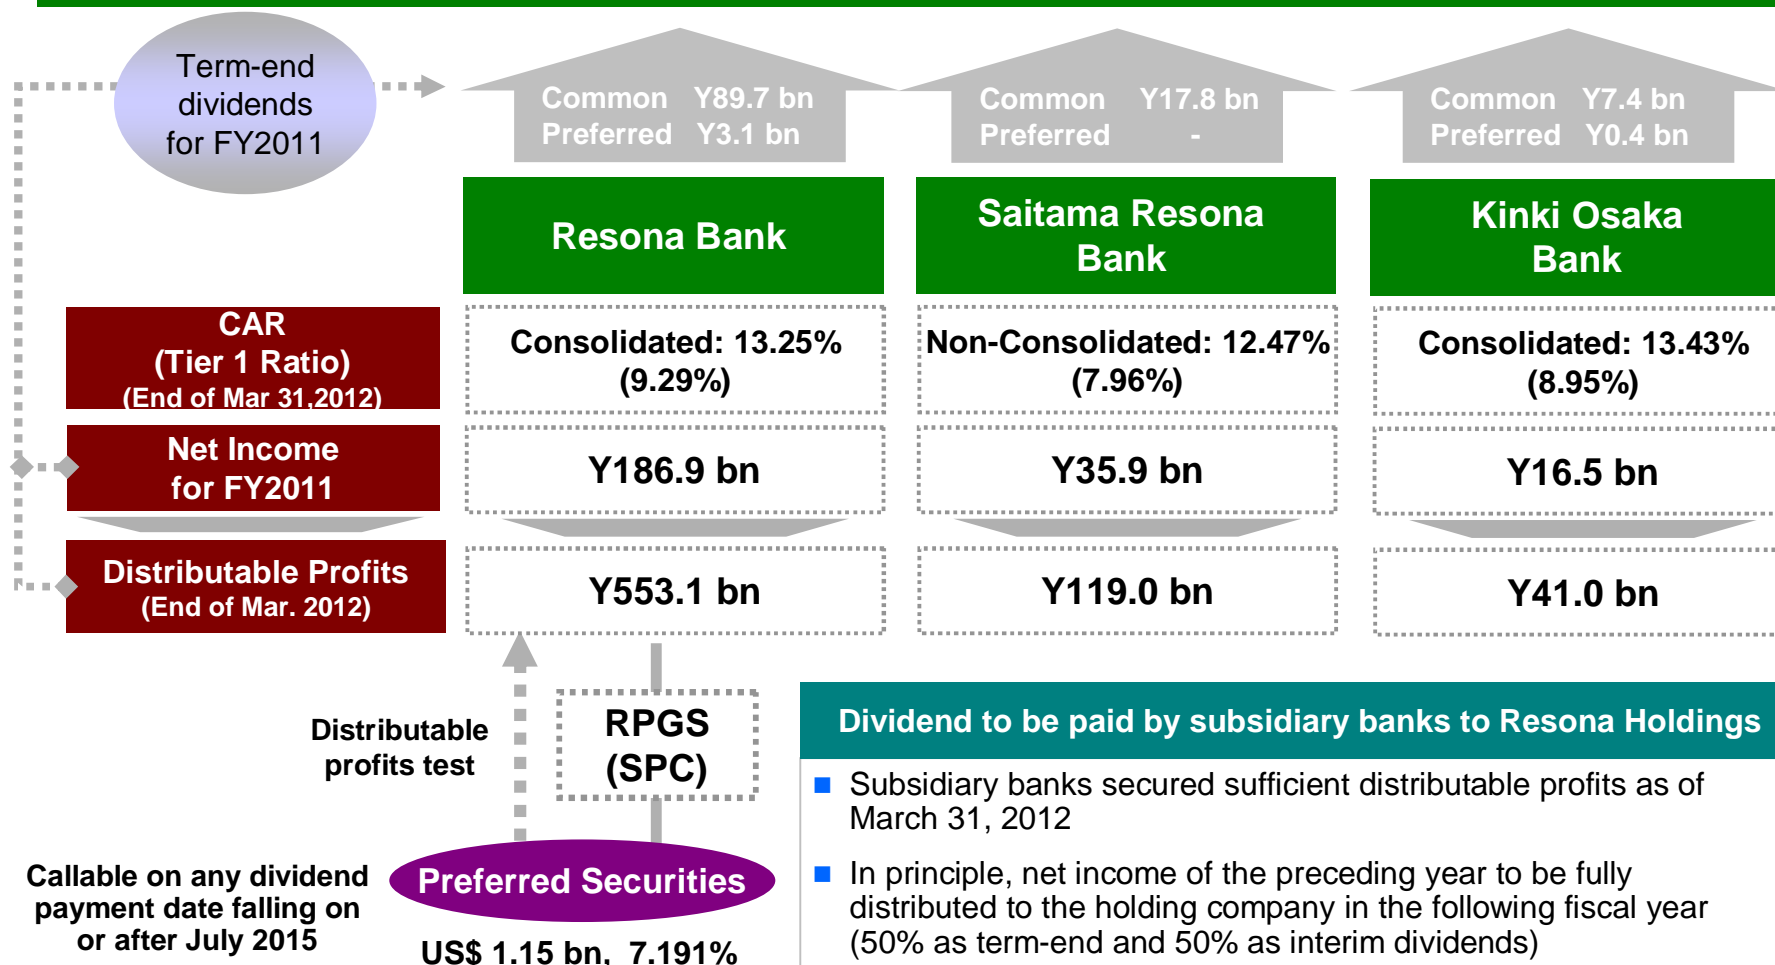 Term-end
dividends
for FY2011
Common Y89.7 bn
Preferred Y3.1 bn
Common Y17.8 bn
Preferred -
Common Y7.4 bn
Preferred Y0.4 bn
Resona Bank
Saitama Resona
Bank
Kinki Osaka
Bank
CAR
(Tier 1 Ratio)
(End of Mar 31,2012)
Consolidated: 13.25%
(9.29%)
Non-Consolidated: 12.47%
(7.96%)
Consolidated: 13.43%
(8.95%)
Net Income
for FY2011
Y186.9 bn
Y35.9 bn
Y16.5 bn
Distributable Profits
(End of Mar. 2012)
Y553.1 bn
Y119.0 bn
Y41.0 bn
Distributable
profits test
RPGS
(SPC)
Callable on any dividend
payment date falling on
or after July 2015
Preferred Securities
US$ 1.15 bn, 7.191%
Dividend to be paid by subsidiary banks to Resona Holdings
Subsidiary banks secured sufficient distributable profits as of
March 31, 2012
In principle, net income of the preceding year to be fully
distributed to the holding company in the following fiscal year
(50% as term-end and 50% as interim dividends)